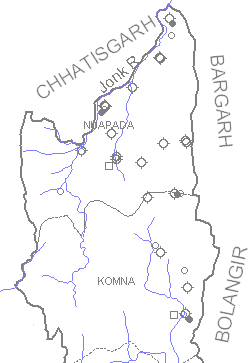 CHHATISGARH
Jonk R.
BARGARH
NUAPADA
KOMNA
BOLANGIR